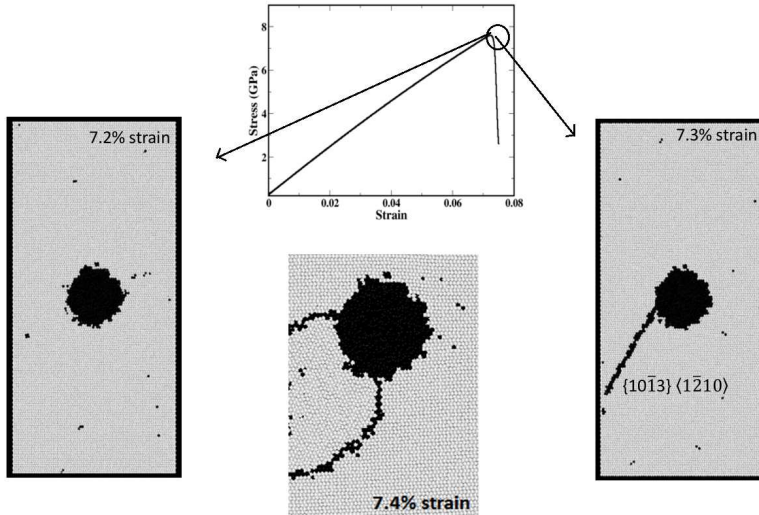 8
6
Stress (GPa)
4
2
0
0.02
0.04
0.06
0.08
Strain
7.2% strain
7.3% strain
{101̅3} ⟨12̅10⟩
7.4% strain